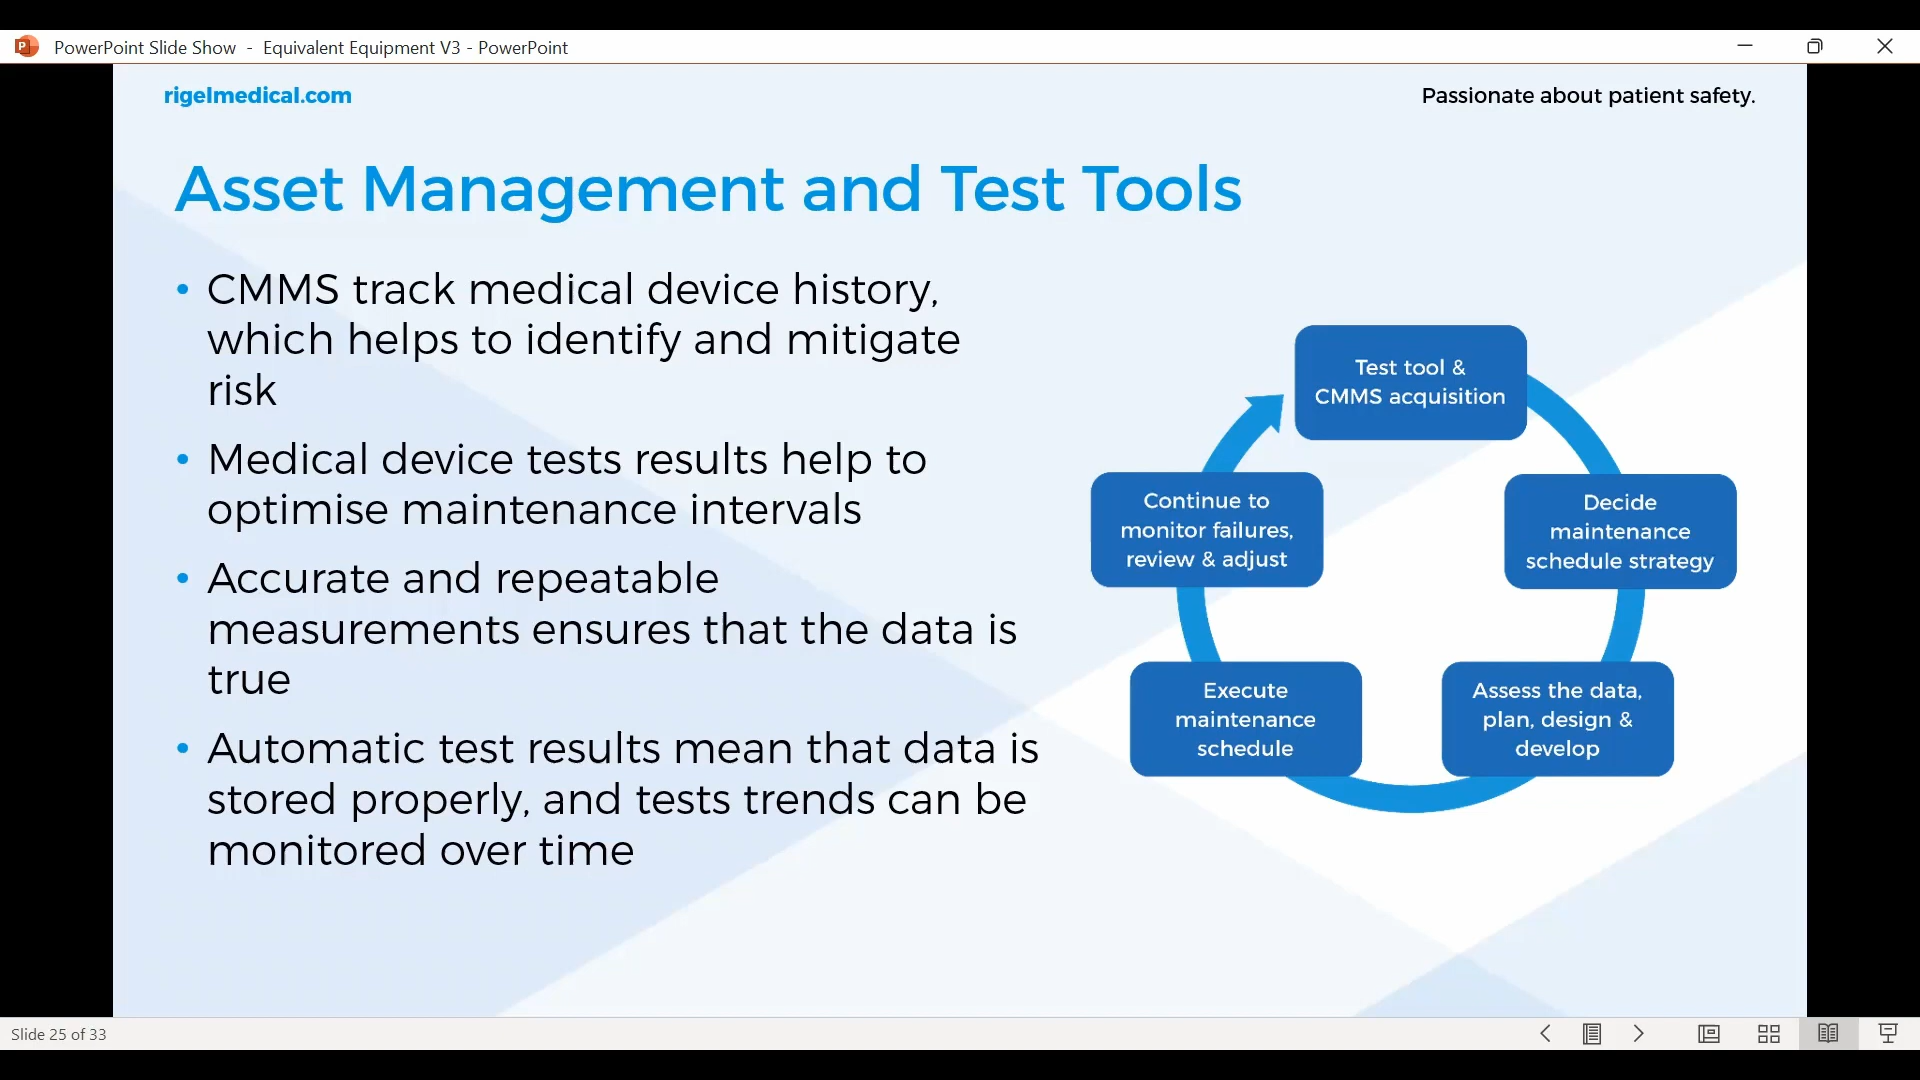 PowerPoint Slide Show - Equivalent Equipment V3 - PowerPoint
rigelmedical.com
Passionate about patient safety.
Asset Management and Test Tools
• CMMS track medical device history,
which helps to identify and mitigate
risk
• Medical device tests results help to
optimise maintenance intervals
• Accurate and repeatable
measurements ensures that the data is
true
• Automatic test results mean that data is
stored properly, and tests trends can be
monitored over time
Test tool &
CMMS acquisition
Decide
maintenance
schedule strategy
Assess the data,
plan, design &
develop
Execute
maintenance
schedule
Continue to
monitor failures,
review & adjust
Slide 25 of 33